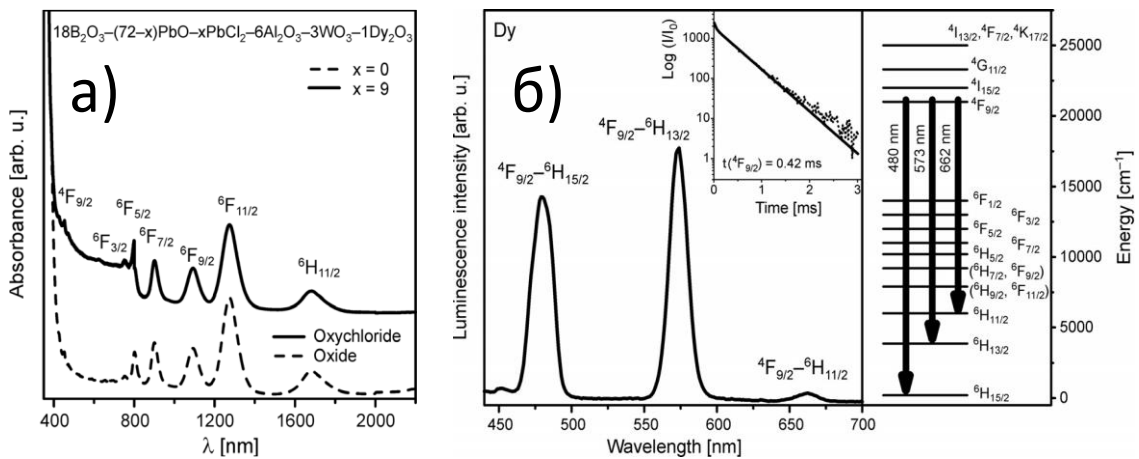 а)
18B₂O₃–(72–x)PbO–xPbCl₂–6Al₂O₃–3WO₃–1Dy₂O₃
x = 0
x = 9
⁴F₉/₂
⁶F₃/₂
⁶F₅/₂
⁶F₇/₂
⁶F₉/₂
⁶F₁₁/₂
⁶H₁₁/₂
Oxychloride
Oxide
Absorbance [arb. u.]
400 800 1200 1600 2000
λ [nm]
б)
Dy
Luminescence intensity [arb. u.]
⁴F₉/₂–⁶H₁₅/₂
⁴F₉/₂–⁶H₁₃/₂
⁴F₉/₂–⁶H₁₁/₂
450 500 550 600 650 700
Wavelength [nm]
Log (I/I₀)
1000
100
10
1
t(⁴F₉/₂) = 0.42 ms
0 1 2 3
Time [ms]
⁴I₁₃/₂,⁴F₇/₂,⁴K₁₇/₂
⁴G₁₁/₂
⁴I₁₅/₂
⁴F₉/₂
480 nm
573 nm
662 nm
⁶F₁/₂
⁶F₃/₂
⁶F₅/₂
⁶F₇/₂
⁶H₅/₂
(⁶H₇/₂, ⁶F₉/₂)
(⁶H₉/₂, ⁶F₁₁/₂)
⁶H₁₁/₂
⁶H₁₃/₂
⁶H₁₅/₂
25000
20000
15000
10000
5000
0
Energy [cm⁻¹]